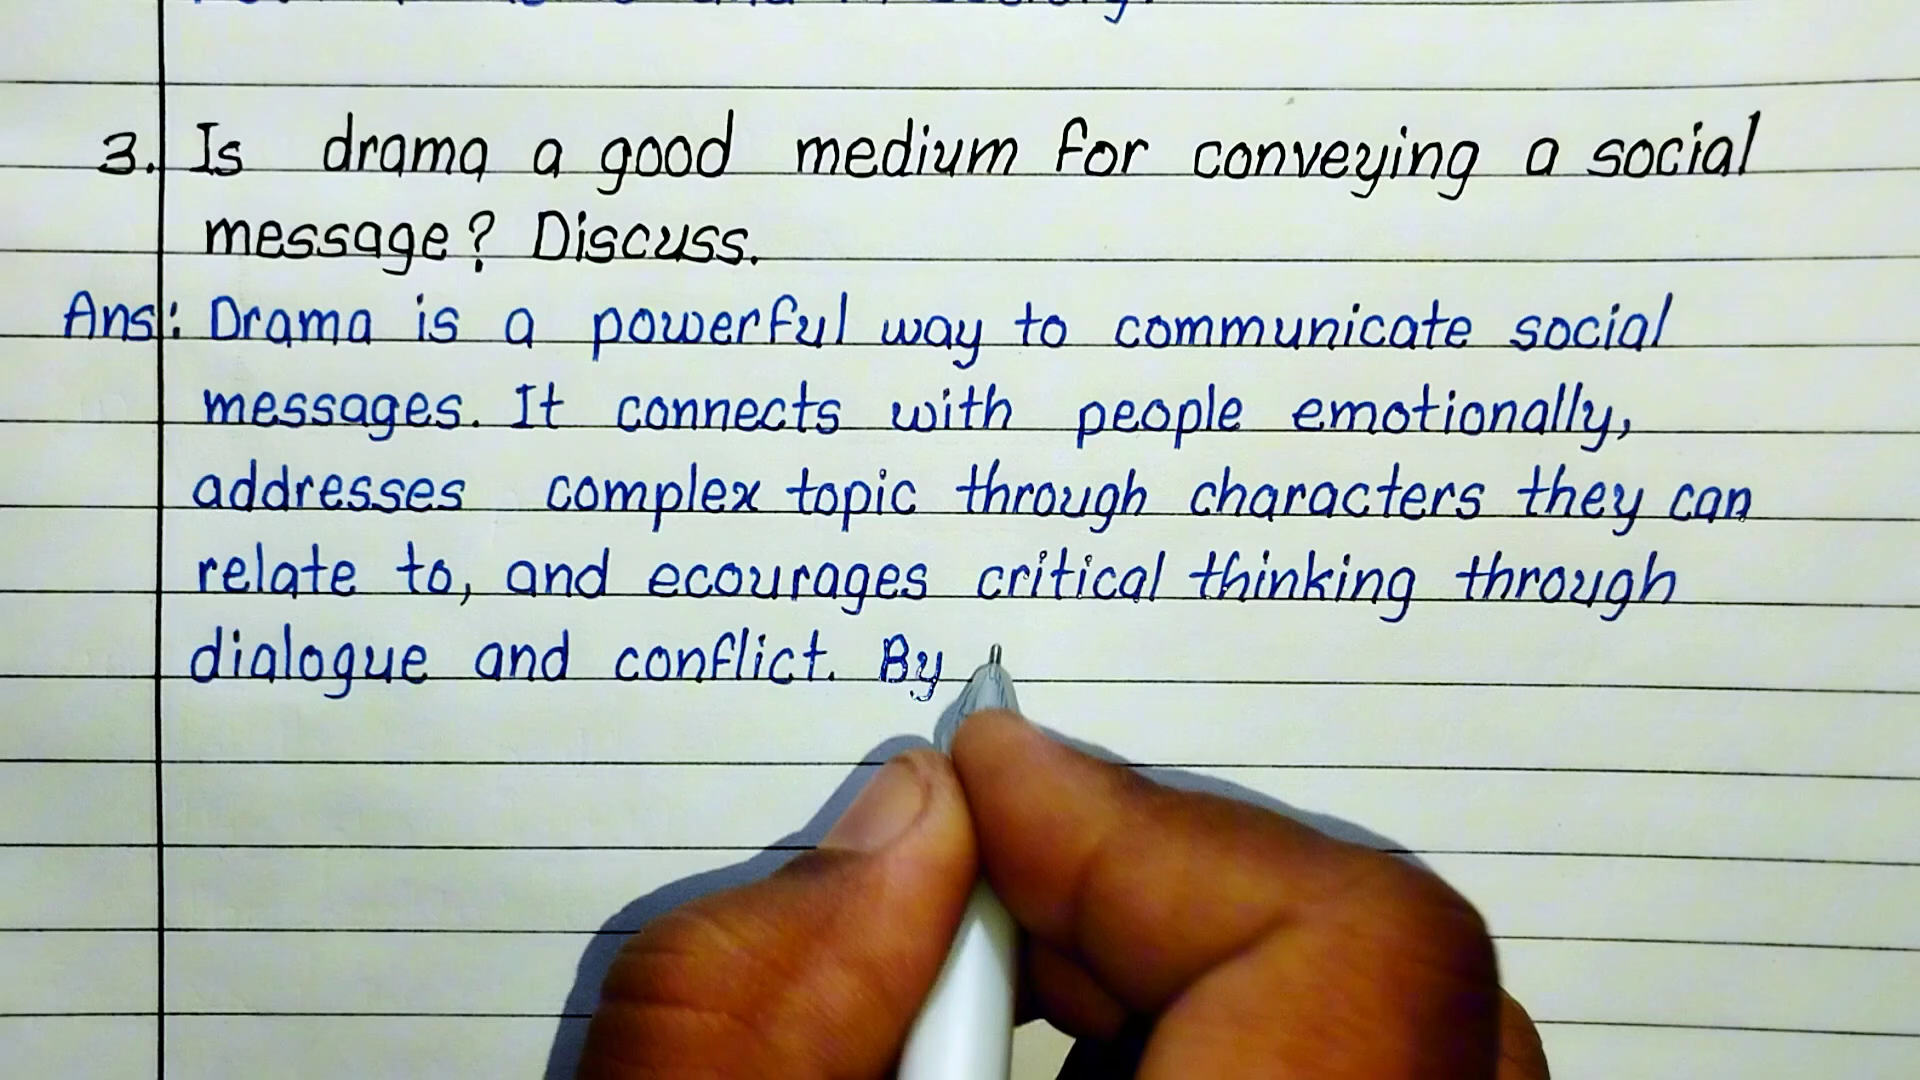 3. Is drama a good medium for conveying a social
message? Discuss.
Ans: Drama is a powerful way to communicate social
messages. It connects with people emotionally,
addresses complex topic through characters they can
relate to, and ecourages critical thinking through
dialogue and conflict. By